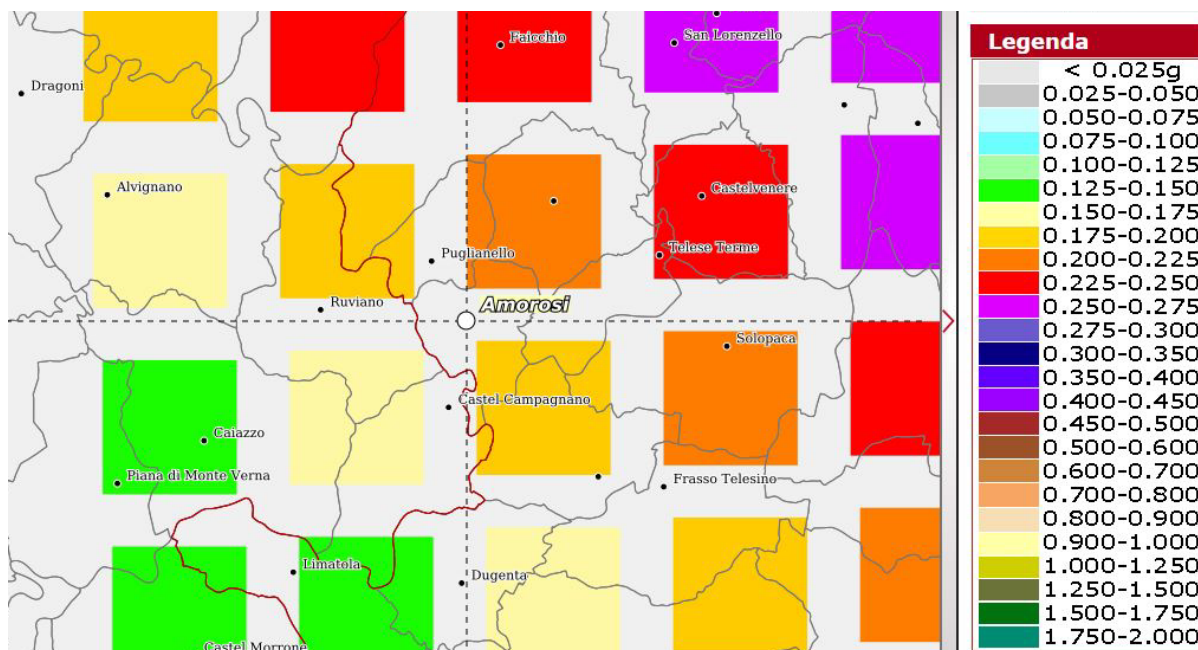 Faicchio
San Lorenzello
Dragoni
Alvignano
Castelvenere
Puglianello
Telese Terme
Ruviano
Amorosi
Solopaca
Castel Campagnano
Caiazzo
Piana di Monte Verna
Frasso Telesino
Limatola
Dugenta
Castel Morrone
Legenda
< 0.025g
0.025-0.050
0.050-0.075
0.075-0.100
0.100-0.125
0.125-0.150
0.150-0.175
0.175-0.200
0.200-0.225
0.225-0.250
0.250-0.275
0.275-0.300
0.300-0.350
0.350-0.400
0.400-0.450
0.450-0.500
0.500-0.600
0.600-0.700
0.700-0.800
0.800-0.900
0.900-1.000
1.000-1.250
1.250-1.500
1.500-1.750
1.750-2.000